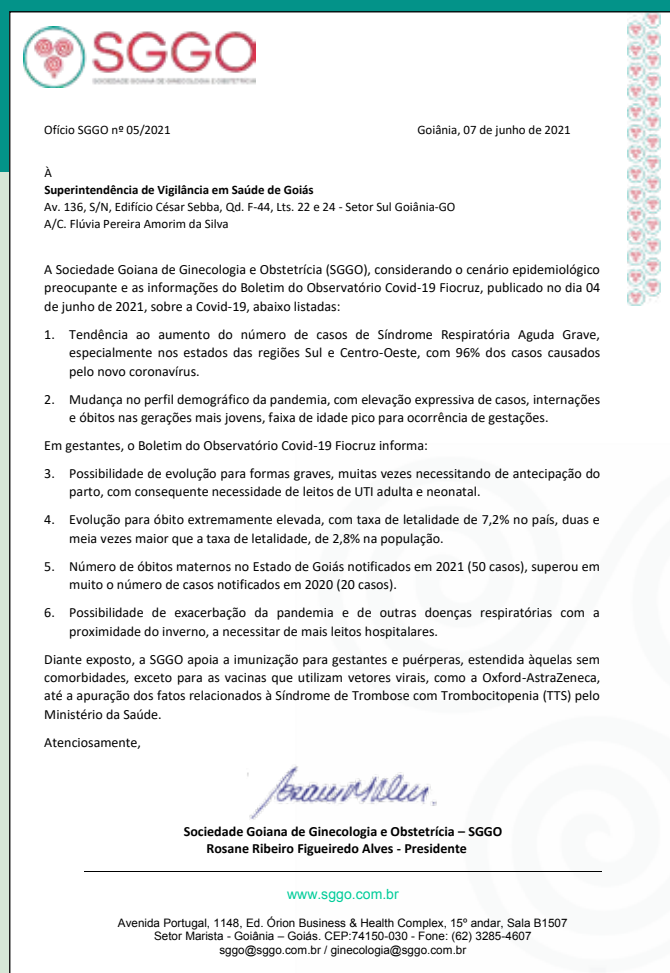 SGGO
SOCIEDADE GOIANA DE GINECOLOGIA E OBSTETRÍCIA
Ofício SGGO nº 05/2021 Goiânia, 07 de junho de 2021
À
Superintendência de Vigilância em Saúde de Goiás
Av. 136, S/N, Edifício César Sebba, Qd. F-44, Lts. 22 e 24 - Setor Sul Goiânia-GO
A/C. Flúvia Pereira Amorim da Silva
A Sociedade Goiana de Ginecologia e Obstetrícia (SGGO), considerando o cenário epidemiológico
preocupante e as informações do Boletim do Observatório Covid-19 Fiocruz, publicado no dia 04
de junho de 2021, sobre a Covid-19, abaixo listadas:
1. Tendência ao aumento do número de casos de Síndrome Respiratória Aguda Grave,
especialmente nos estados das regiões Sul e Centro-Oeste, com 96% dos casos causados
pelo novo coronavírus.
2. Mudança no perfil demográfico da pandemia, com elevação expressiva de casos, internações
e óbitos nas gerações mais jovens, faixa de idade pico para ocorrência de gestações.
Em gestantes, o Boletim do Observatório Covid-19 Fiocruz informa:
3. Possibilidade de evolução para formas graves, muitas vezes necessitando de antecipação do
parto, com consequente necessidade de leitos de UTI adulta e neonatal.
4. Evolução para óbito extremamente elevada, com taxa de letalidade de 7,2% no país, duas e
meia vezes maior que a taxa de letalidade, de 2,8% na população.
5. Número de óbitos maternos no Estado de Goiás notificados em 2021 (50 casos), superou em
muito o número de casos notificados em 2020 (20 casos).
6. Possibilidade de exacerbação da pandemia e de outras doenças respiratórias com a
proximidade do inverno, a necessitar de mais leitos hospitalares.
Diante exposto, a SGGO apoia a imunização para gestantes e puérperas, estendida àquelas sem
comorbidades, exceto para as vacinas que utilizam vetores virais, como a Oxford-AstraZeneca,
até a apuração dos fatos relacionados à Síndrome de Trombose com Trombocitopenia (TTS) pelo
Ministério da Saúde.
Atenciosamente,
Sociedade Goiana de Ginecologia e Obstetrícia – SGGO
Rosane Ribeiro Figueiredo Alves - Presidente
www.sggo.com.br
Avenida Portugal, 1148, Ed. Órion Business & Health Complex, 15º andar, Sala B1507
Setor Marista - Goiânia – Goiás. CEP:74150-030 - Fone: (62) 3285-4607
sggo@sggo.com.br / ginecologia@sggo.com.br